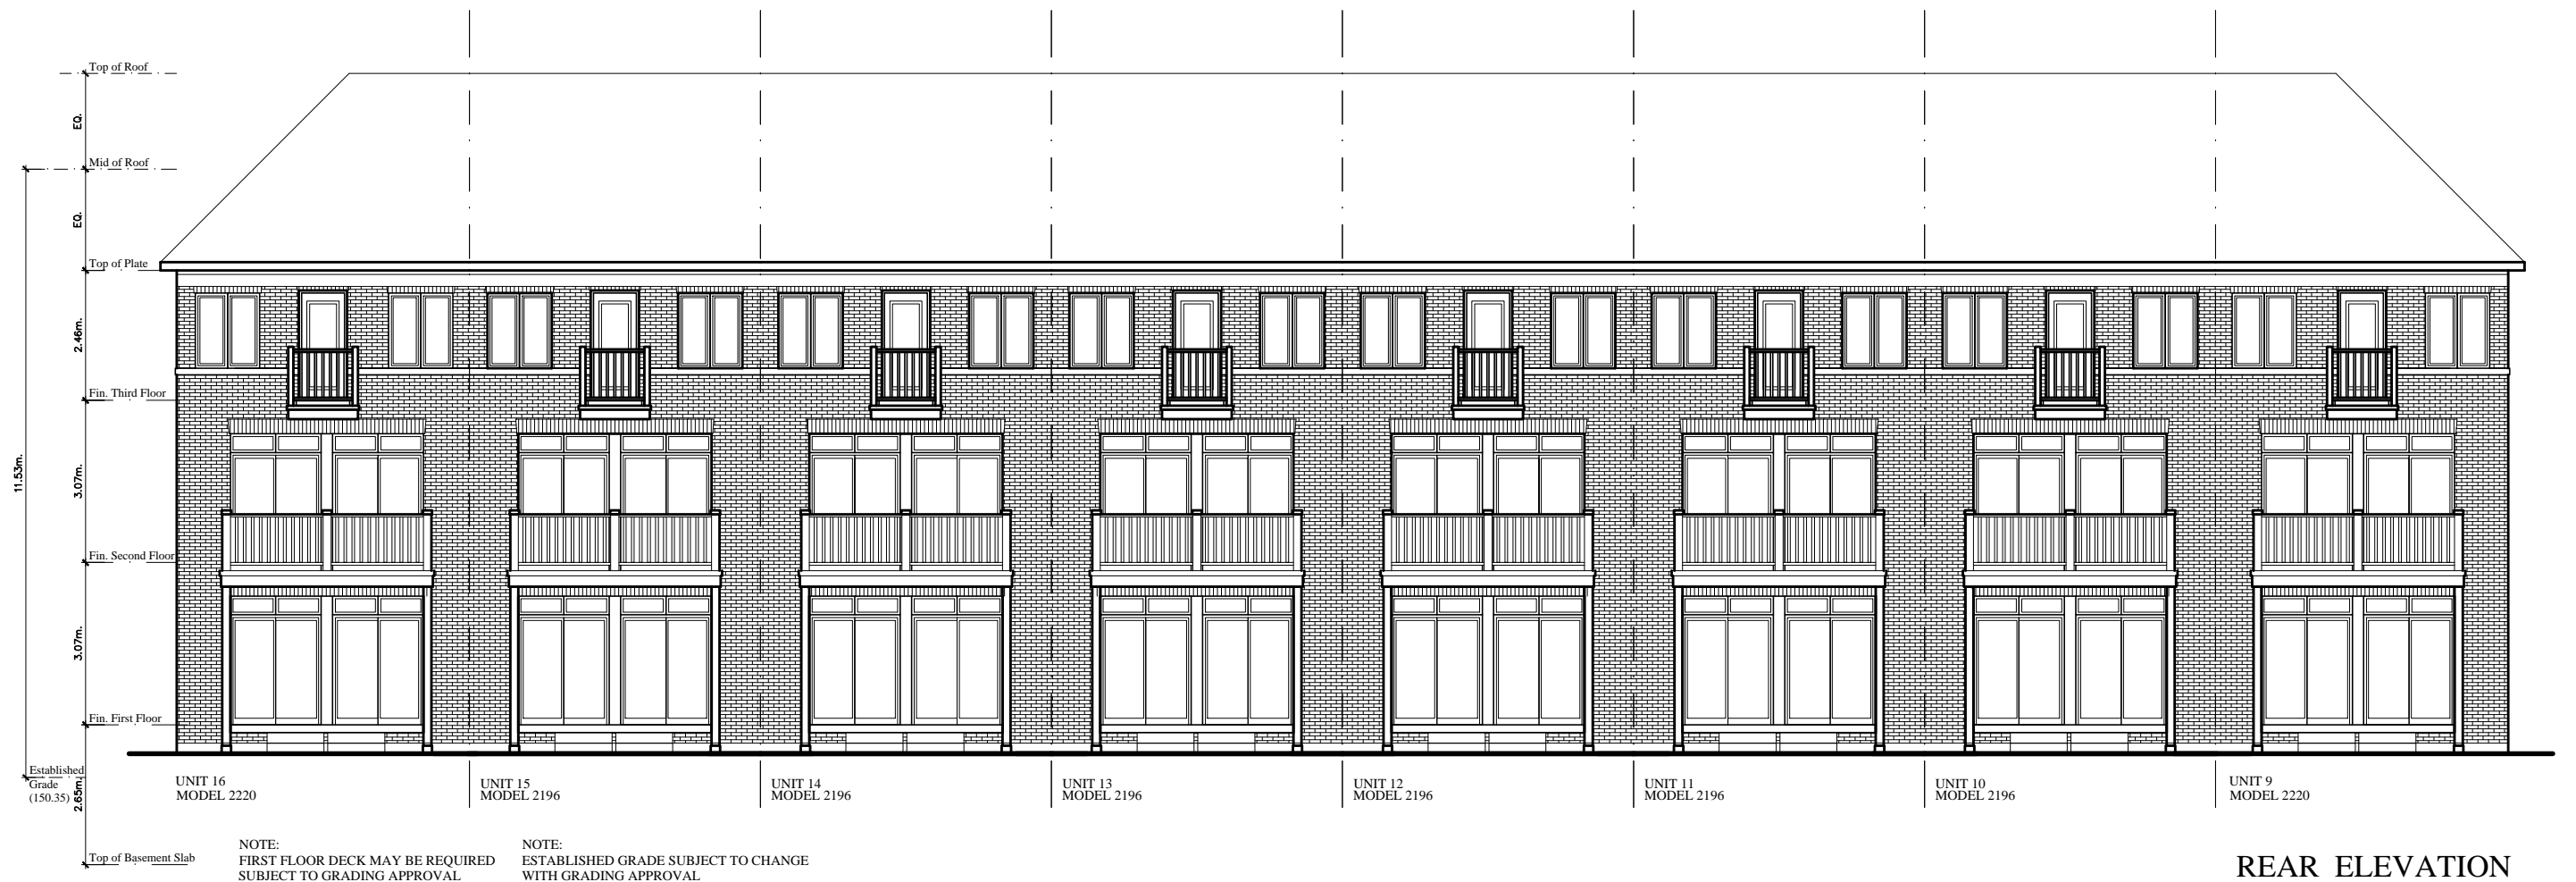 Top of Roof
EQ.
Mid of Roof
EQ.
Top of Plate
2.46m.
Fin. Third Floor
11.53m.
3.07m.
Fin. Second Floor
3.07m.
Fin. First Floor
Established
Grade
(150.35)
2.65m.
Top of Basement Slab
UNIT 16
MODEL 2220
UNIT 15
MODEL 2196
UNIT 14
MODEL 2196
UNIT 13
MODEL 2196
UNIT 12
MODEL 2196
UNIT 11
MODEL 2196
UNIT 10
MODEL 2196
UNIT 9
MODEL 2220
NOTE:
FIRST FLOOR DECK MAY BE REQUIRED
SUBJECT TO GRADING APPROVAL
NOTE:
ESTABLISHED GRADE SUBJECT TO CHANGE
WITH GRADING APPROVAL
REAR ELEVATION